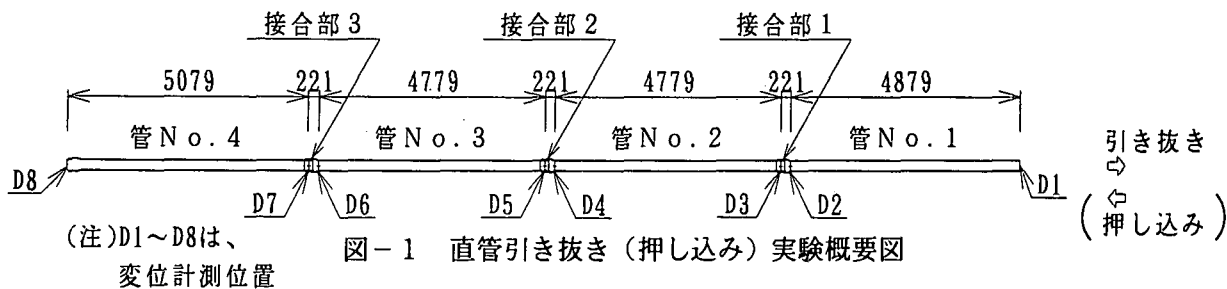 接合部3 接合部2 接合部1
5079 221 4779 221 4779 221 4879
管No.4 管No.3 管No.2 管No.1
引き抜き
⇨
D8 D7 D6 D5 D4 D3 D2 D1
⇦
(押し込み)
(注)D1～D8は、
変位計測位置
図－1 直管引き抜き（押し込み）実験概要図